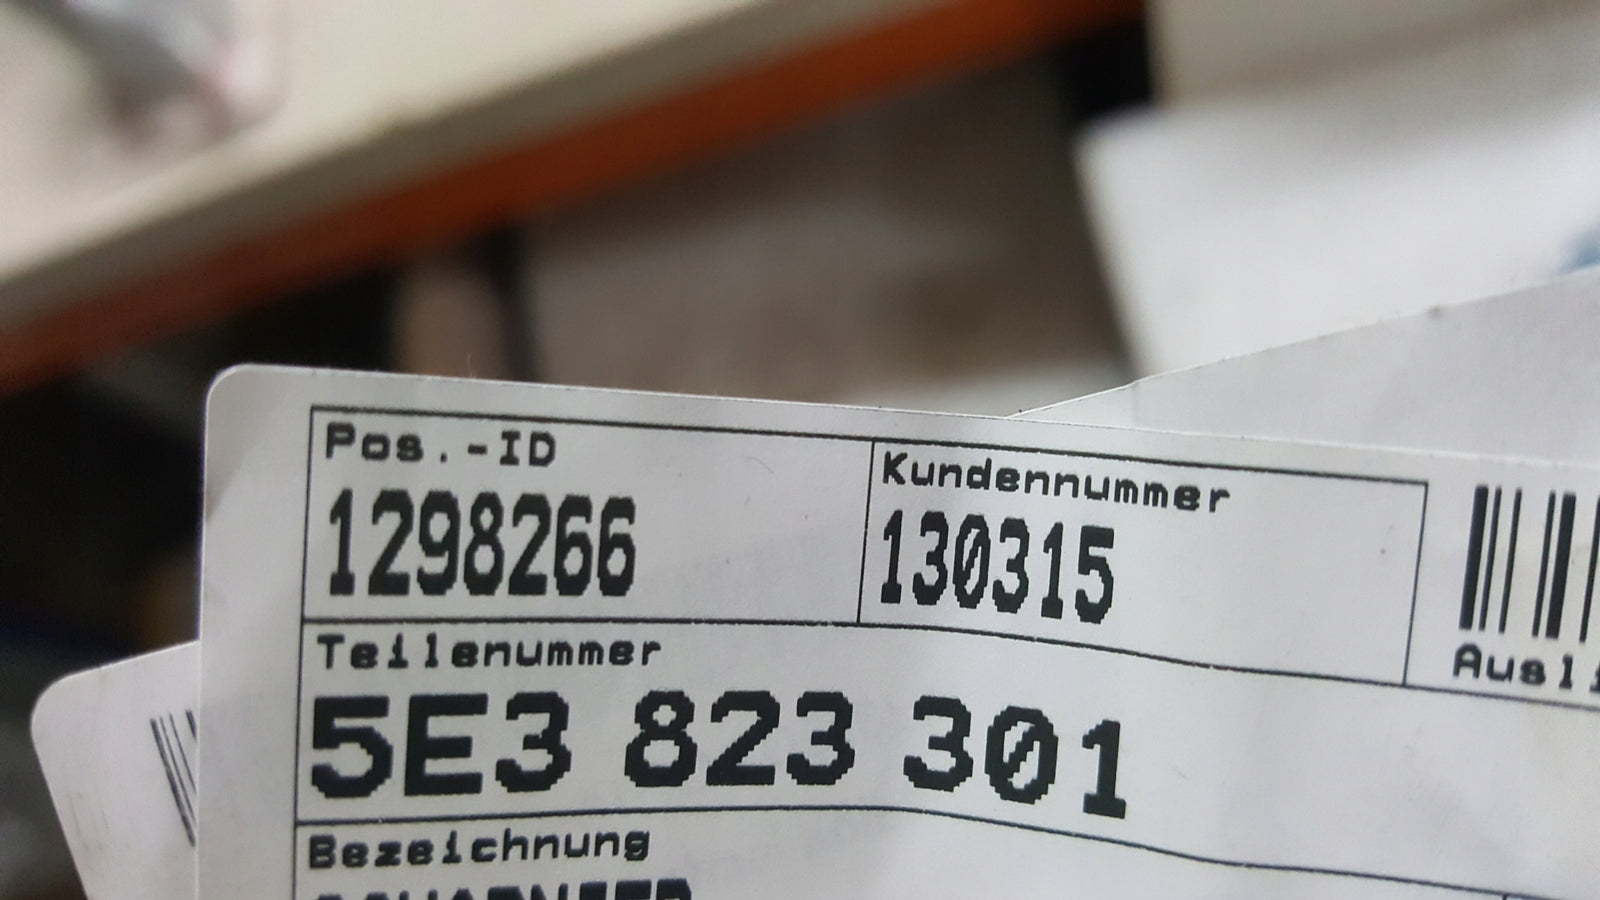 Pos.-ID
1298266
Kundennummer
130315
Teilenummer
5E3 823 301
Bezeichnung